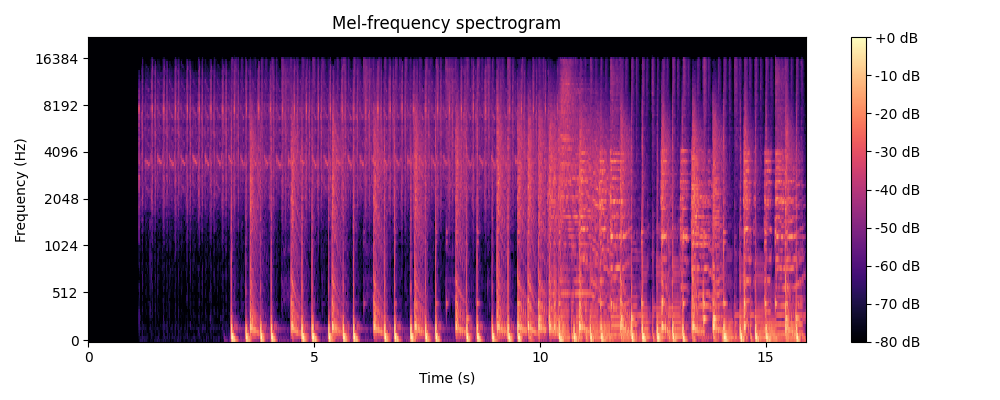 Mel-frequency spectrogram
Frequency (Hz)
16384
8192
4096
2048
1024
512
0
0
5
10
15
Time (s)
+0 dB
-10 dB
-20 dB
-30 dB
-40 dB
-50 dB
-60 dB
-70 dB
-80 dB